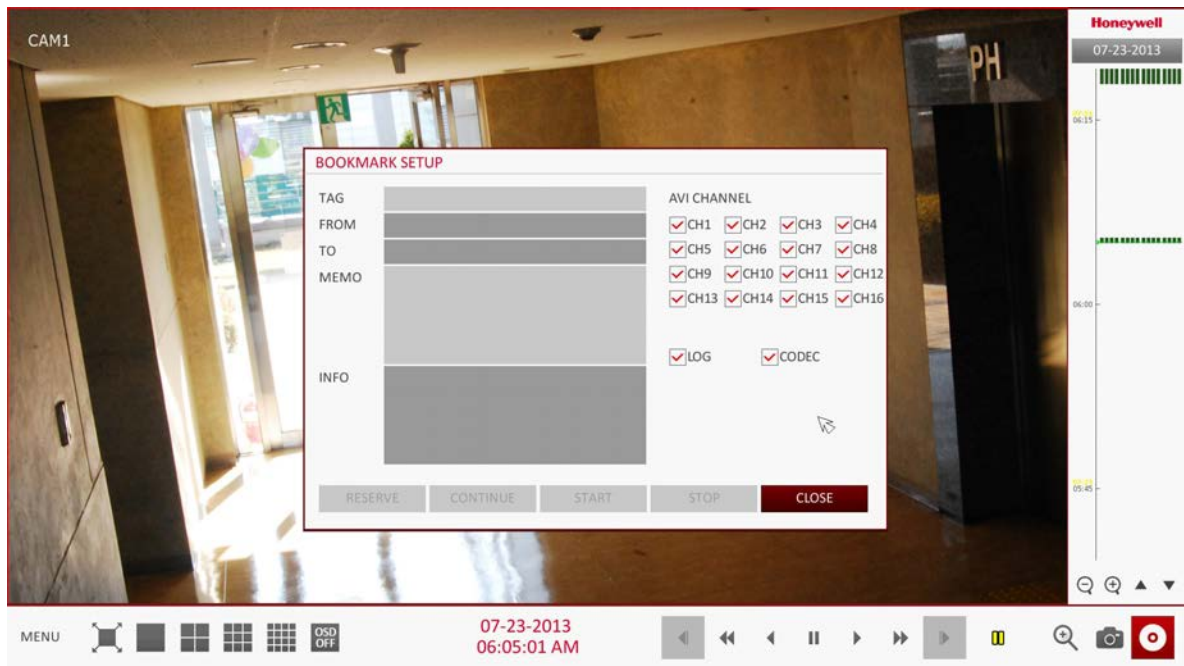 CAM1
PH
Honeywell
07-23-2013
06:15
06:00
05:45
BOOKMARK SETUP
TAG
FROM
TO
MEMO
INFO
AVI CHANNEL
CH1 CH2 CH3 CH4
CH5 CH6 CH7 CH8
CH9 CH10 CH11 CH12
CH13 CH14 CH15 CH16
LOG CODEC
RESERVE CONTINUE START STOP CLOSE
MENU
OSD
OFF
07-23-2013
06:05:01 AM